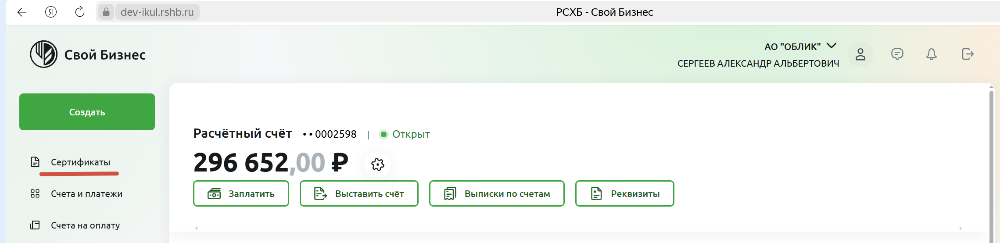 dev-ikul.rshb.ru
РСХБ - Свой Бизнес
Свой Бизнес
АО "ОБЛИК"
СЕРГЕЕВ АЛЕКСАНДР АЛЬБЕРТОВИЧ
Создать
Сертификаты
Счета и платежи
Счета на оплату
Расчётный счёт • • 0002598 | Открыт
296 652,00 ₽
Заплатить
Выставить счёт
Выписки по счетам
Реквизиты